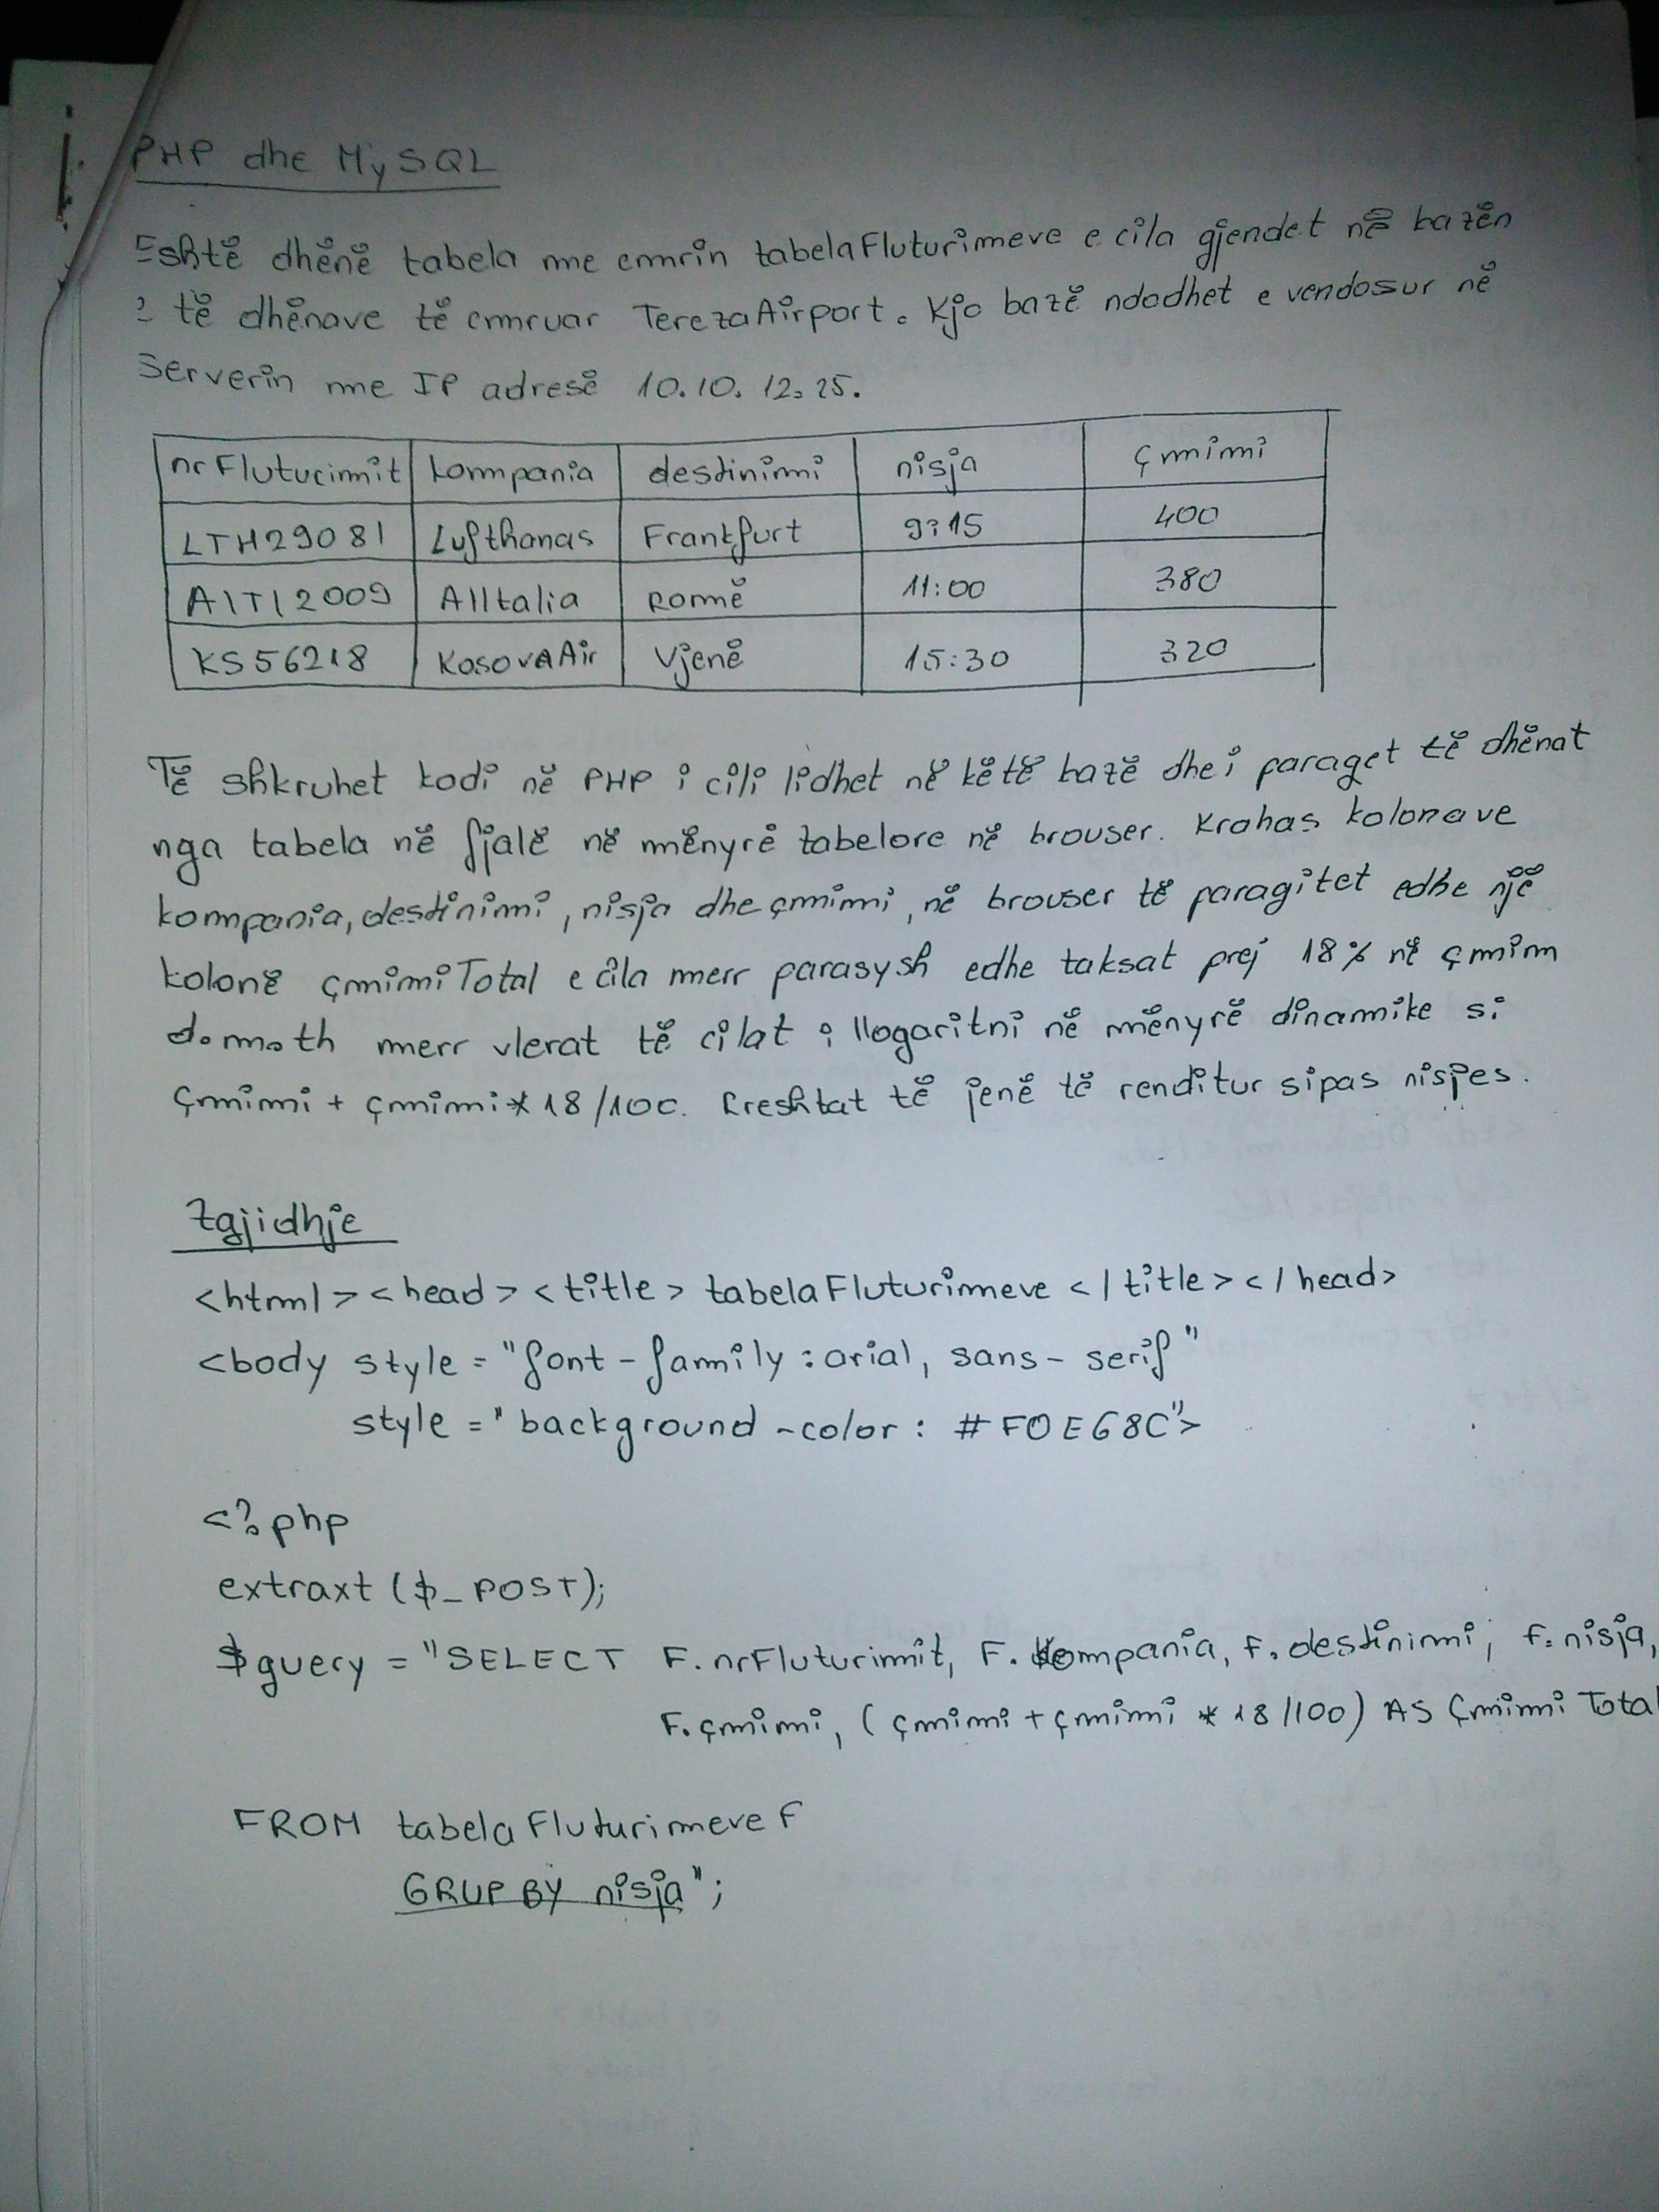 PHP dhe MySQL
Eshtë dhënë tabela me emrin tabelaFluturimeve e cila gjendet në bazën
e të dhënave të emruar TerezaAirport. Kjo bazë ndodhet e vendosur në
Serverin me IP adresë 10.10.12.25.
nrFluturimit kompania destinimi nisja çmimi
LTH29081 Lufthanas Frankfurt 9:15 400
AITI2009 AlItalia Romë 11:00 380
KS56218 KosovaAir Vjenë 15:30 320
Të shkruhet kodi në PHP i cili lidhet në këtë bazë dhe i paraqet të dhënat
nga tabela në fjalë në mënyrë tabelore në brouser. Krahas kolonave
kompania, destinimi, nisja dhe çmimi, në brouser të paraqitet edhe një
kolonë çmimiTotal e cila merr parasysh edhe taksat prej 18% në çmim
d.m.th merr vlerat të cilat i llogaritni në mënyrë dinamike si
çmimi + çmimi * 18/100. Rreshtat të jenë të renditur sipas nisjes.
Zgjidhje
<html><head><title> tabelaFluturimeve </title></head>
<body style="font-family:arial, sans-serif"
style="background-color: #F0E68C">
<?php
extraxt($_POST);
$query = "SELECT F.nrFluturimit, F.kompania, F.destinimi, F.nisja,
F.çmimi, (çmimi + çmimi * 18/100) AS Çmimi Total
FROM tabelaFluturimeve F
GRUP BY nisja";